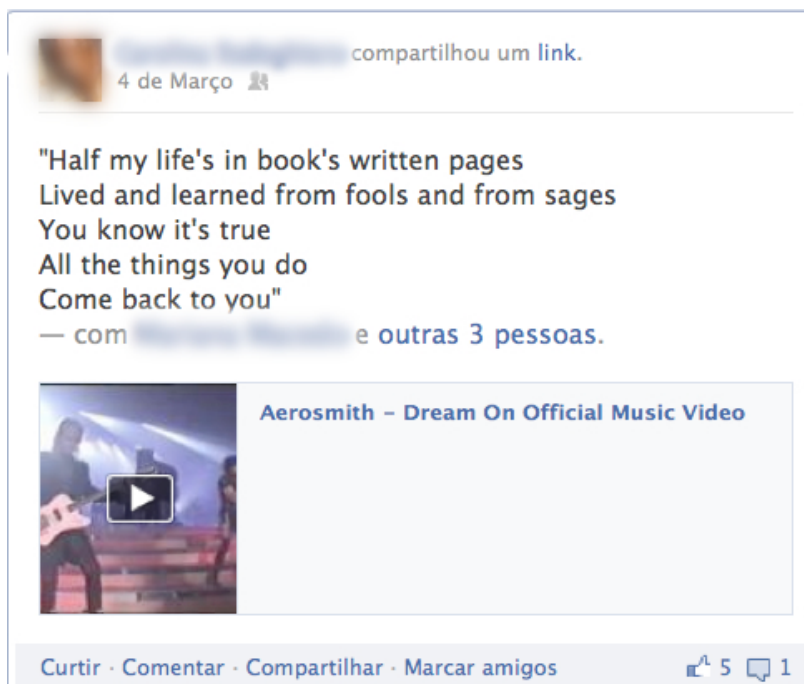 compartilhou um link.
4 de Março
"Half my life's in book's written pages
Lived and learned from fools and from sages
You know it's true
All the things you do
Come back to you"
— com e outras 3 pessoas.
Aerosmith – Dream On Official Music Video
Curtir · Comentar · Compartilhar · Marcar amigos 5 1